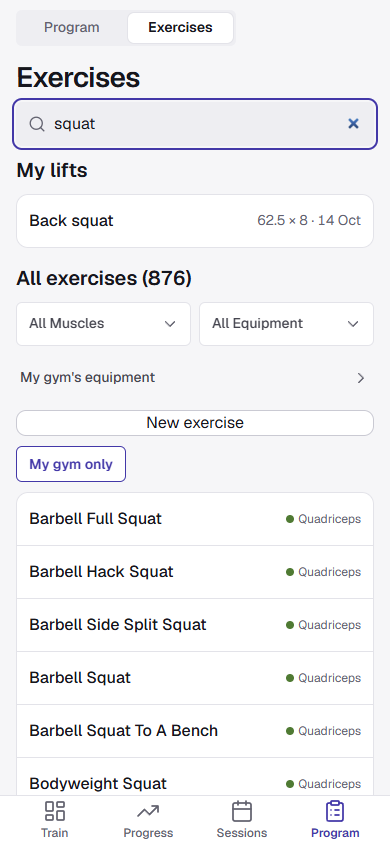 Program Exercises
Exercises
squat
My lifts
Back squat 62.5 × 8 · 14 Oct
All exercises (876)
All Muscles All Equipment
My gym's equipment
New exercise
My gym only
Barbell Full Squat Quadriceps
Barbell Hack Squat Quadriceps
Barbell Side Split Squat Quadriceps
Barbell Squat Quadriceps
Barbell Squat To A Bench Quadriceps
Bodyweight Squat Quadriceps
Train Progress Sessions Program